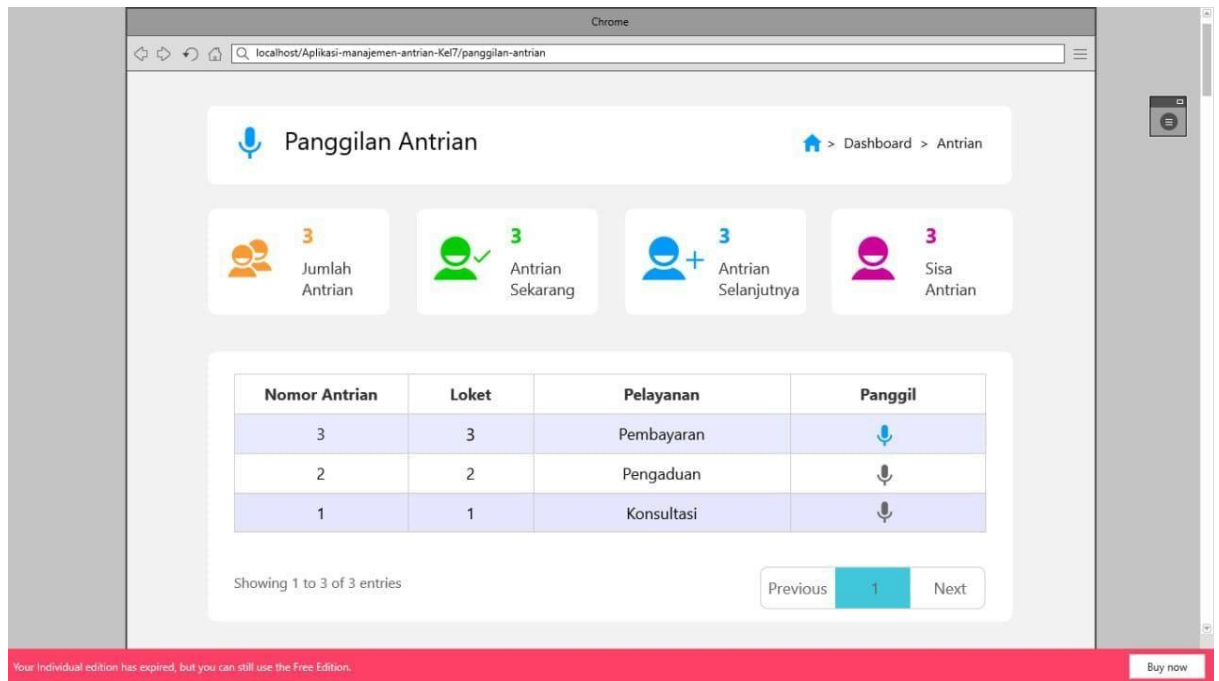 Chrome
localhost/Aplikasi-manajemen-antrian-Kel7/panggilan-antrian
Panggilan Antrian
> Dashboard > Antrian
3
Jumlah
Antrian
3
Antrian
Sekarang
3
Antrian
Selanjutnya
3
Sisa
Antrian
Nomor Antrian Loket Pelayanan Panggil
3 3 Pembayaran
2 2 Pengaduan
1 1 Konsultasi
Showing 1 to 3 of 3 entries
Previous 1 Next
Your Individual edition has expired, but you can still use the Free Edition.
Buy now